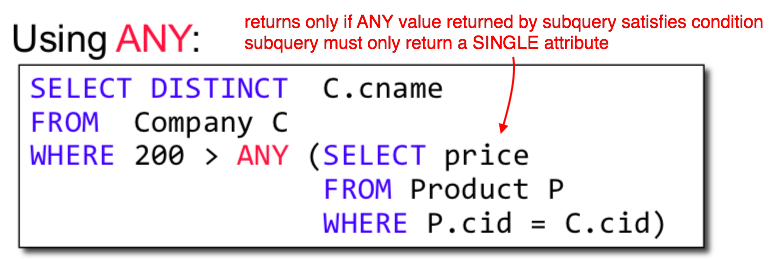 returns only if ANY value returned by subquery satisfies condition
subquery must only return a SINGLE attribute
Using ANY:
SELECT DISTINCT C.cname
FROM Company C
WHERE 200 > ANY (SELECT price
FROM Product P
WHERE P.cid = C.cid)